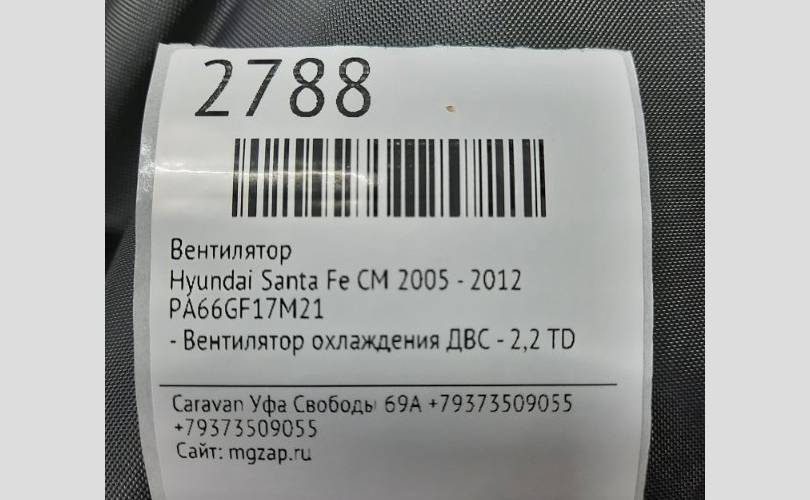 2788
Вентилятор
Hyundai Santa Fe CM 2005 - 2012
PA66GF17M21
- Вентилятор охлаждения ДВС - 2,2 TD
Caravan Уфа Свободы 69А +79373509055
+79373509055
Сайт: mgzap.ru